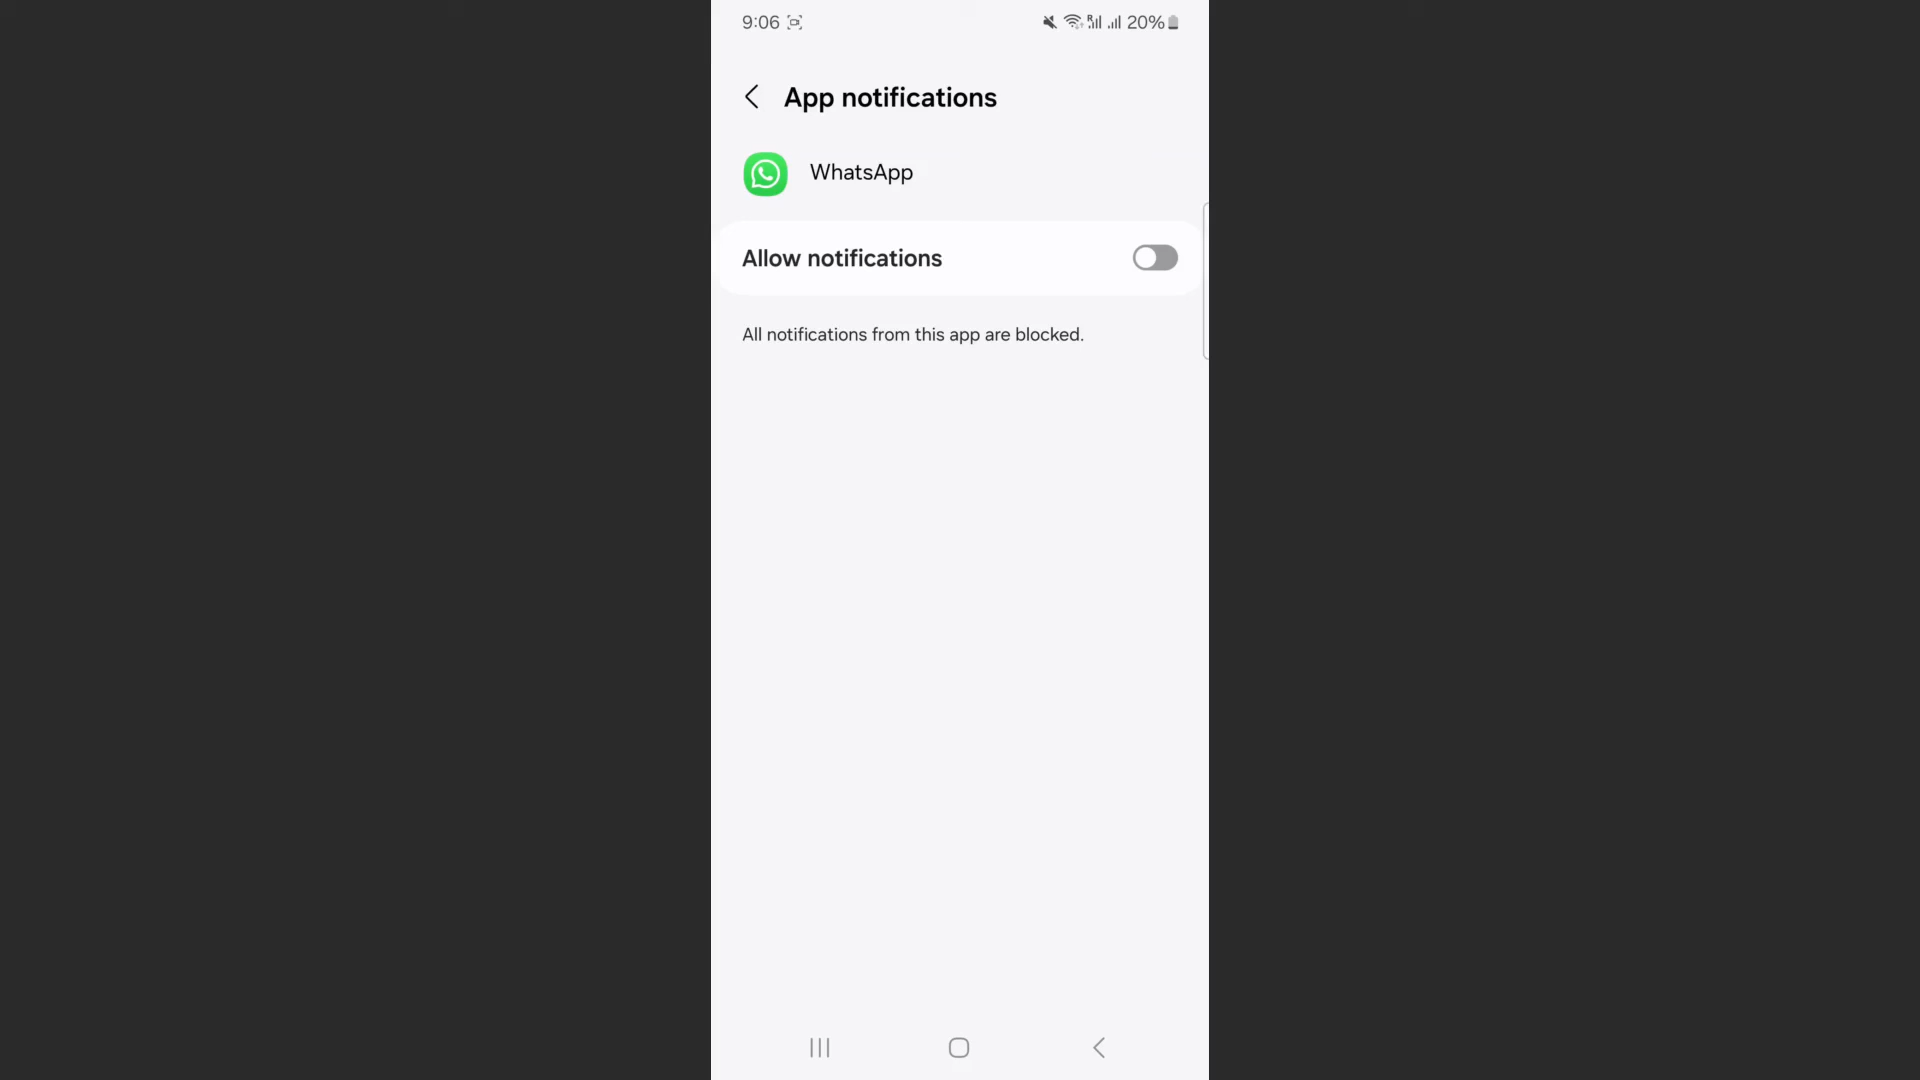 9:06 20%
App notifications
WhatsApp
Allow notifications
All notifications from this app are blocked.